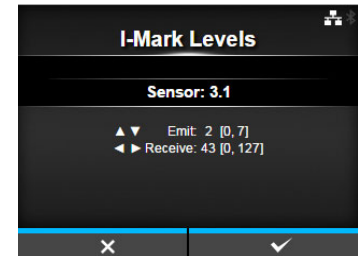 I-Mark Levels
Sensor: 3.1
▲ ▼ Emit: 2 [0, 7]
◄ ► Receive: 43 [0, 127]